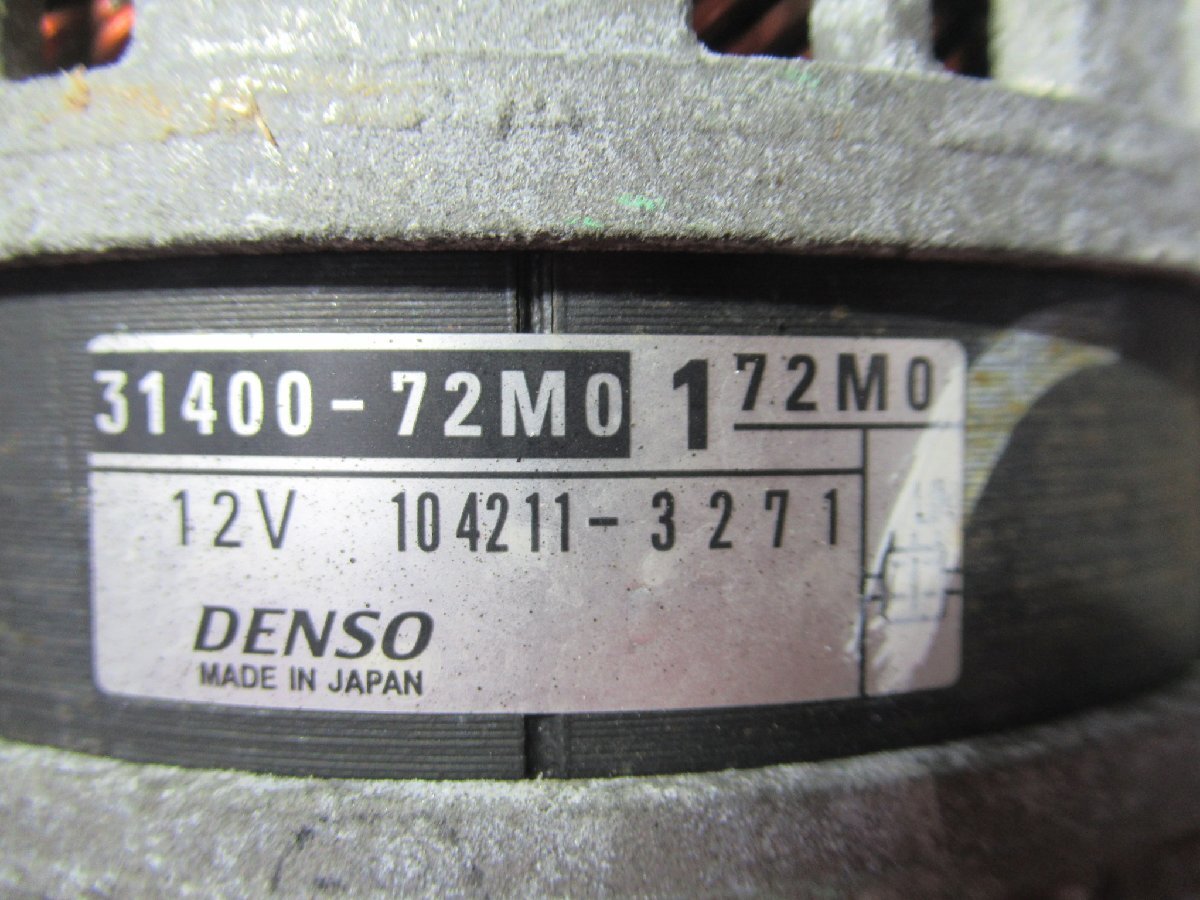 31400-72M0 1 72M0
12V 104211-3271
DENSO
MADE IN JAPAN